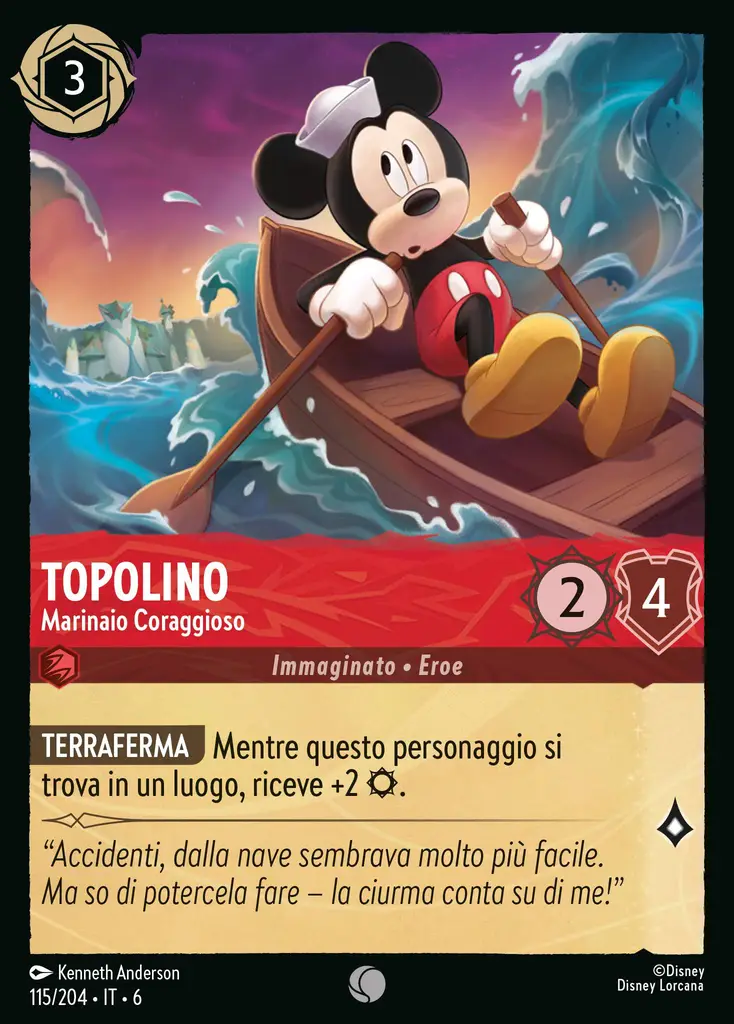 3
TOPOLINO
Marinaio Coraggioso
2
4
Immaginato • Eroe
TERRAFERMA Mentre questo personaggio si
trova in un luogo, riceve +2 .
“Accidenti, dalla nave sembrava molto più facile.
Ma so di potercela fare – la ciurma conta su di me!”
Kenneth Anderson
115/204 • IT • 6
©Disney
Disney Lorcana